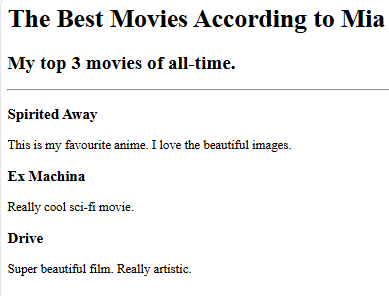 The Best Movies According to Mia
My top 3 movies of all-time.
Spirited Away
This is my favourite anime. I love the beautiful images.
Ex Machina
Really cool sci-fi movie.
Drive
Super beautiful film. Really artistic.